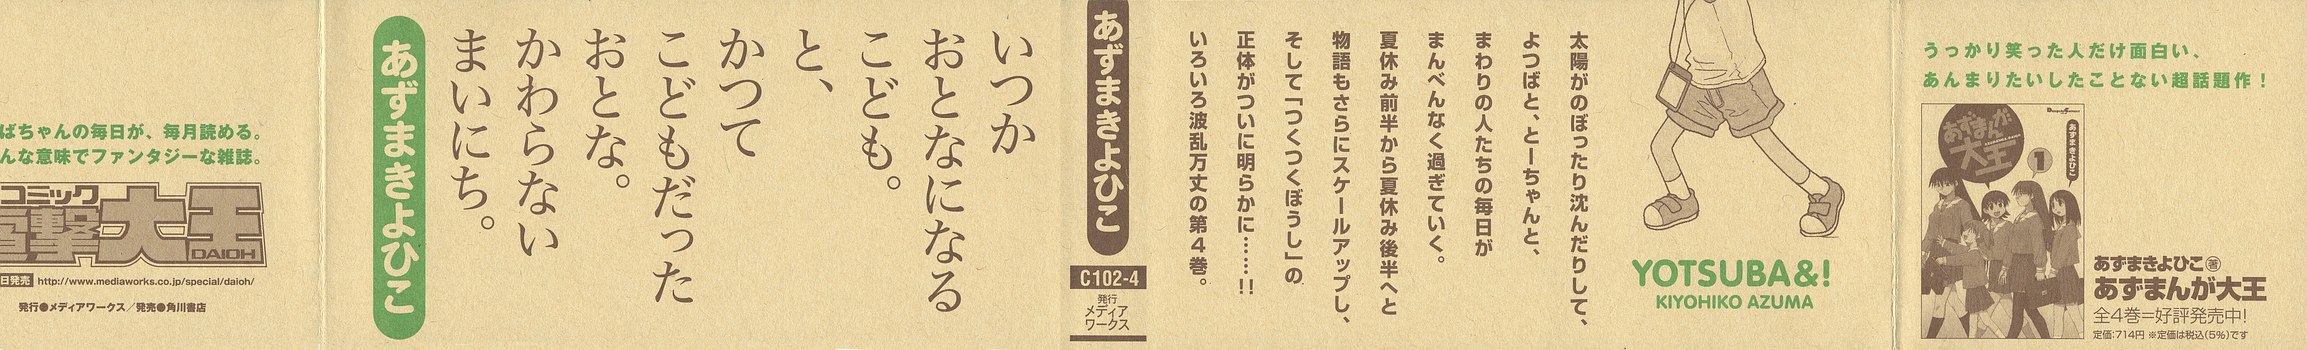 ばちゃんの毎日が、毎月読める。
んな意味でファンタジーな雑誌。
コミック
電撃大王
DAIOH
日発売 http://www.mediaworks.co.jp/special/daioh/
発行●メディアワークス／発売●角川書店
いつか
おとなになる
こども。
と、
かつて
こどもだった
おとな。
かわらない
まいにち。
あずまきよひこ
あずまきよひこ
C102-4
発行
メディア
ワークス
太陽がのぼったり沈んだりして、
よつばと、とーちゃんと、
まわりの人たちの毎日が
まんべんなく過ぎていく。
夏休み前半から夏休み後半へと
物語もさらにスケールアップし、
そして「つくつくぼうし」の
正体がついに明らかに……!!
いろいろ波乱万丈の第4巻。
YOTSUBA&!
KIYOHIKO AZUMA
うっかり笑った人だけ面白い、
あんまりたいしたことない超話題作！
あずまんが
大王
1
あずまきよひこ
あずまきよひこ 著
あずまんが大王
全4巻=好評発売中!
定価:714円 ※定価は税込(5%)です